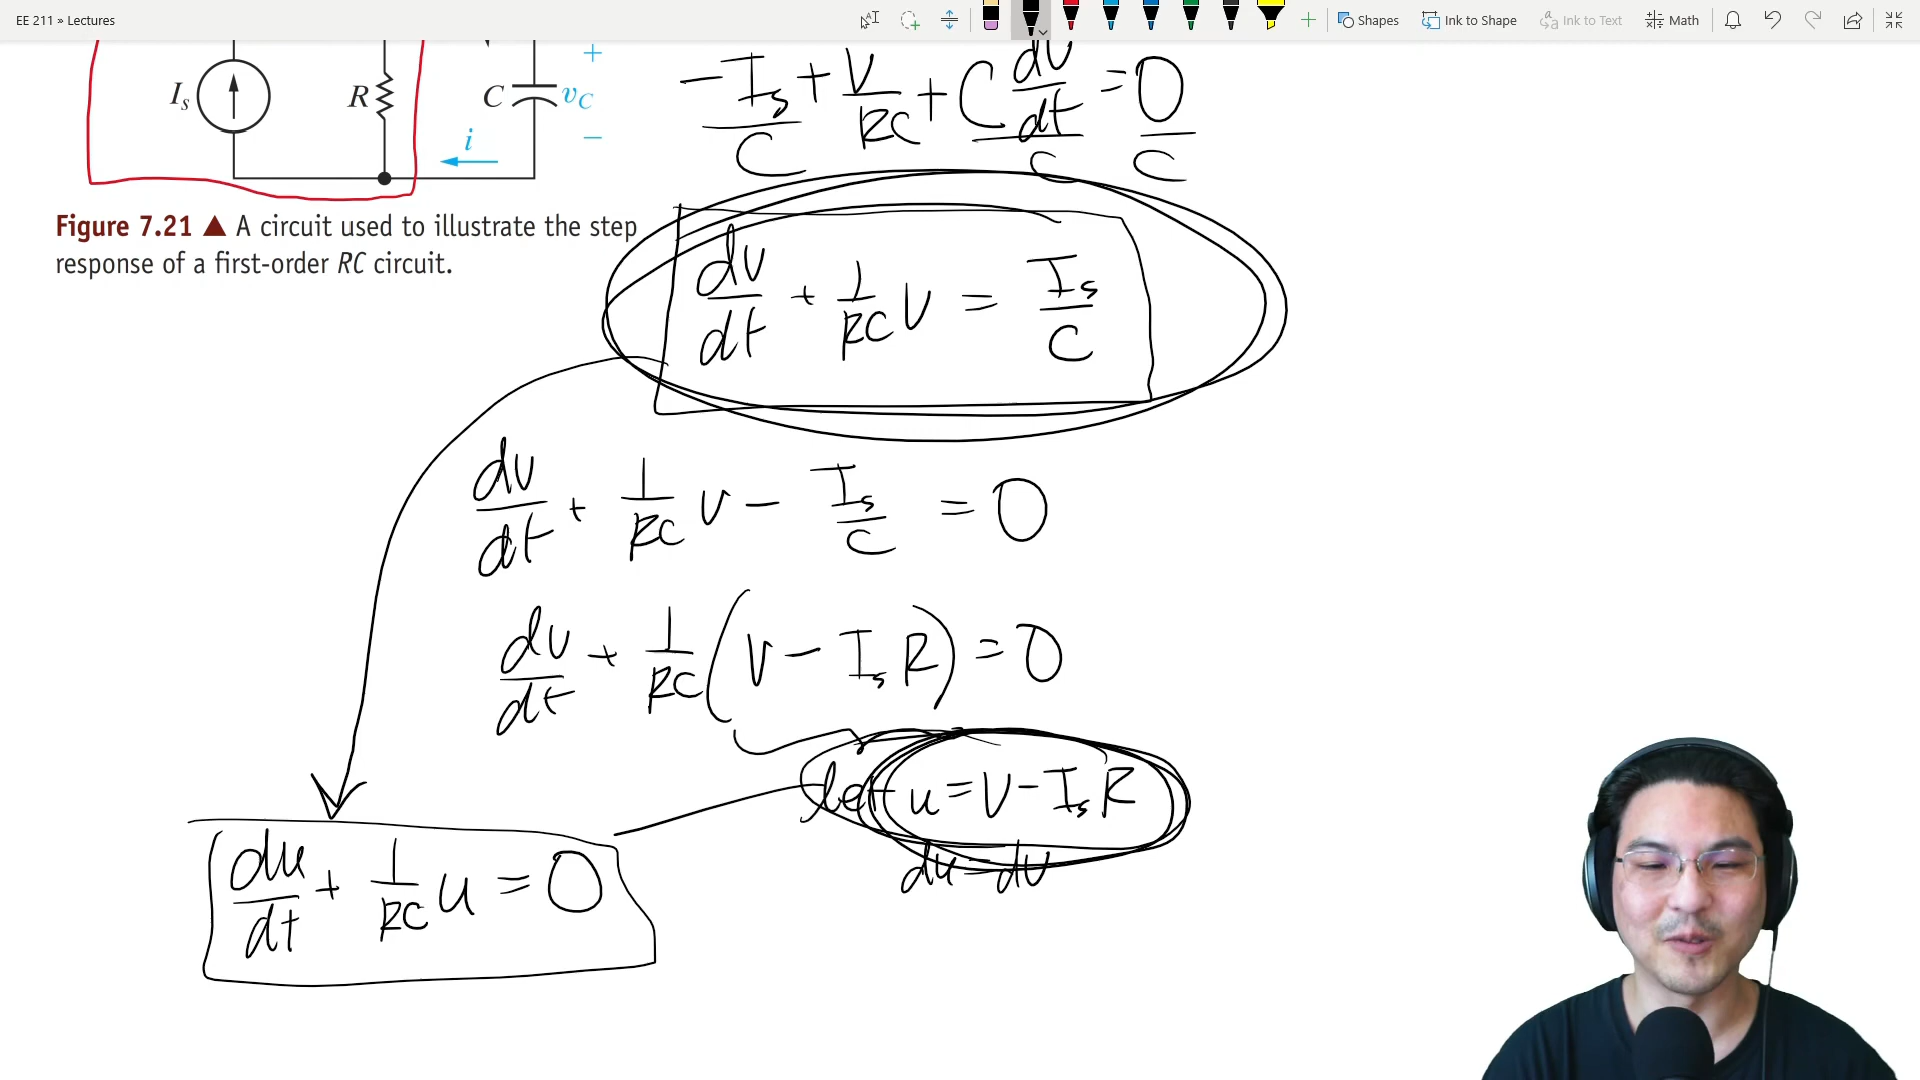 EE 211 » Lectures
Shapes
Ink to Shape
Ink to Text
Math
I_s
R
C
+
v_C
−
i
Figure 7.21 ▲ A circuit used to illustrate the step
response of a first-order RC circuit.
-I_s/C + V/RC + C dv/dt/C = 0/C
dv/dt + 1/RC V = I_s/C
dv/dt + 1/RC V - I_s/C = 0
dv/dt + 1/RC (V - I_s R) = 0
let u = V - I_s R
du = dv
du/dt + 1/RC u = 0